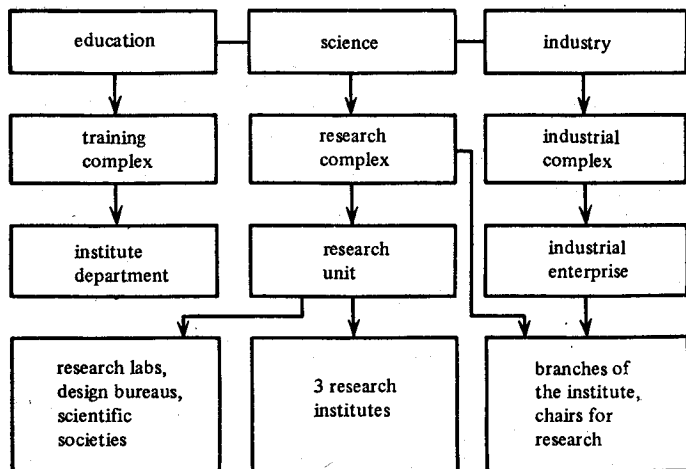 education
science
industry
training
complex
research
complex
industrial
complex
institute
department
research
unit
industrial
enterprise
research labs,
design bureaus,
scientific
societies
3 research
institutes
branches of
the institute,
chairs for
research